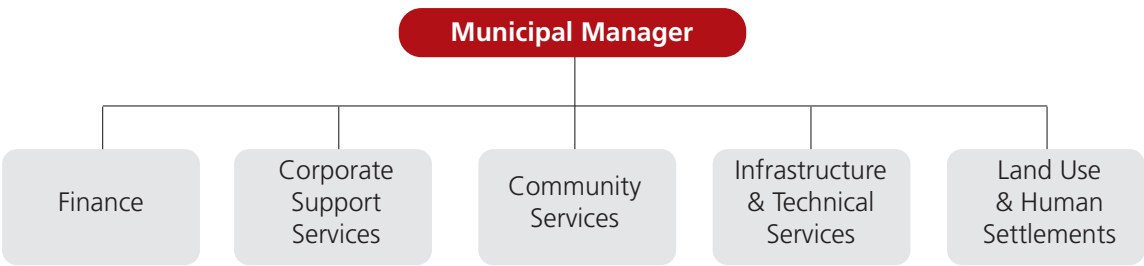 Municipal Manager
Finance
Corporate
Support
Services
Community
Services
Infrastructure
& Technical
Services
Land Use
& Human
Settlements